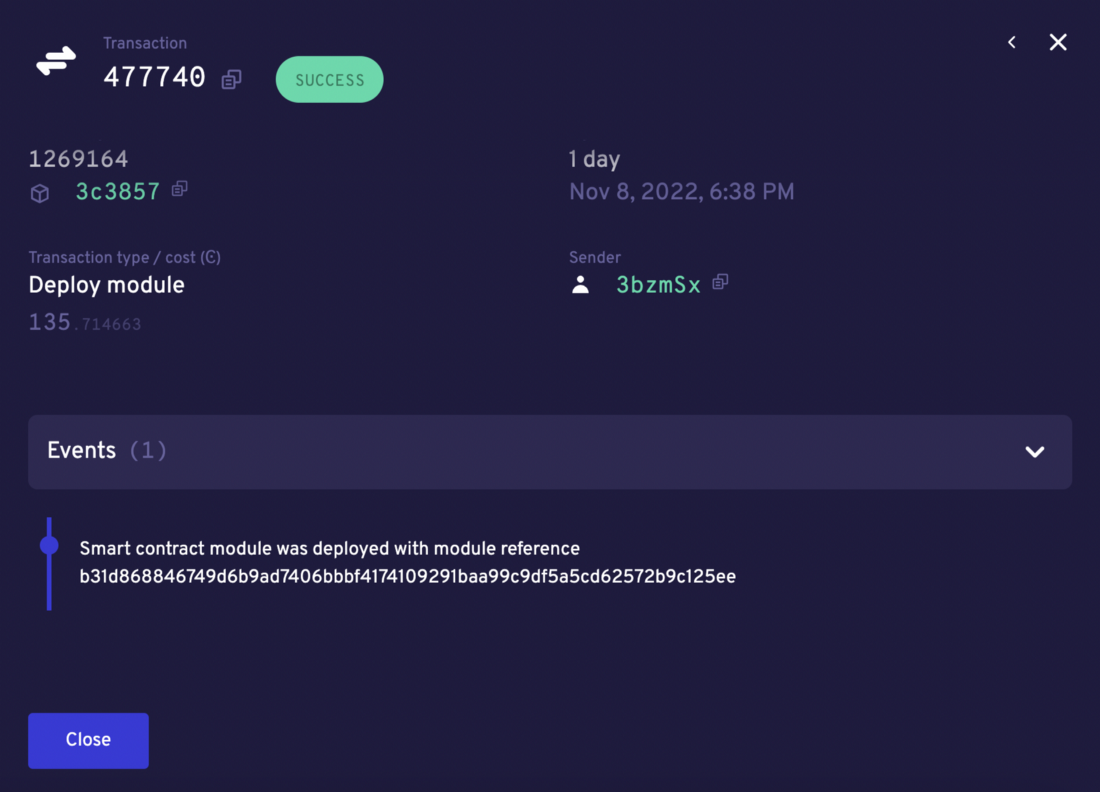 Transaction
477740
SUCCESS
1269164
3c3857
1 day
Nov 8, 2022, 6:38 PM
Transaction type / cost (Ͼ)
Deploy module
135.714663
Sender
3bzmSx
Events (1)
Smart contract module was deployed with module reference
b31d868846749d6b9ad7406bbbf4174109291baa99c9df5a5cd62572b9c125ee
Close